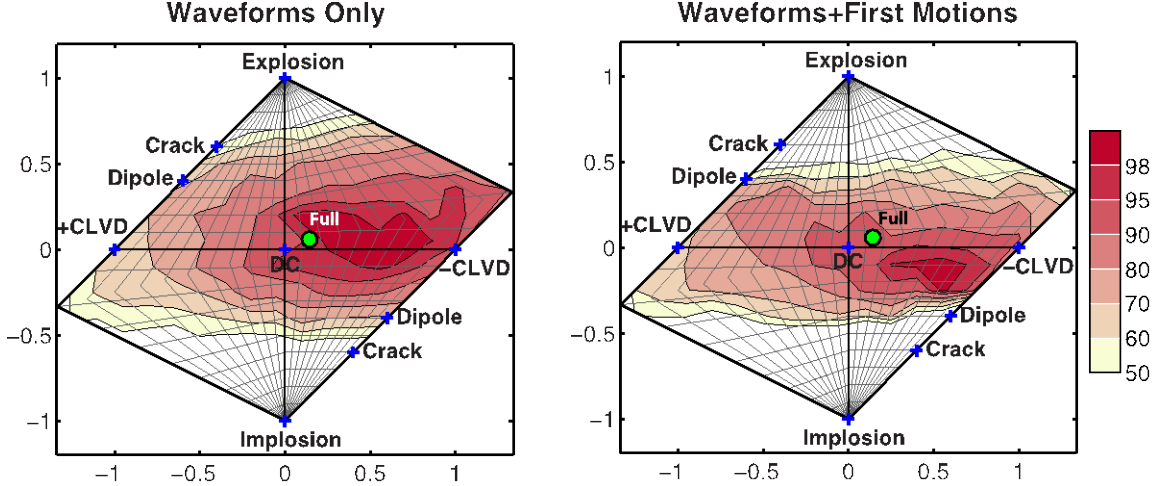 Waveforms Only
Waveforms+First Motions
Explosion
Crack
Dipole
+CLVD
Full
DC
−CLVD
Dipole
Crack
Implosion
1
0.5
0
−0.5
−1
−1
−0.5
0
0.5
1
Explosion
Crack
Dipole
+CLVD
Full
DC
−CLVD
Dipole
Crack
Implosion
1
0.5
0
−0.5
−1
−1
−0.5
0
0.5
1
98
95
90
80
70
60
50